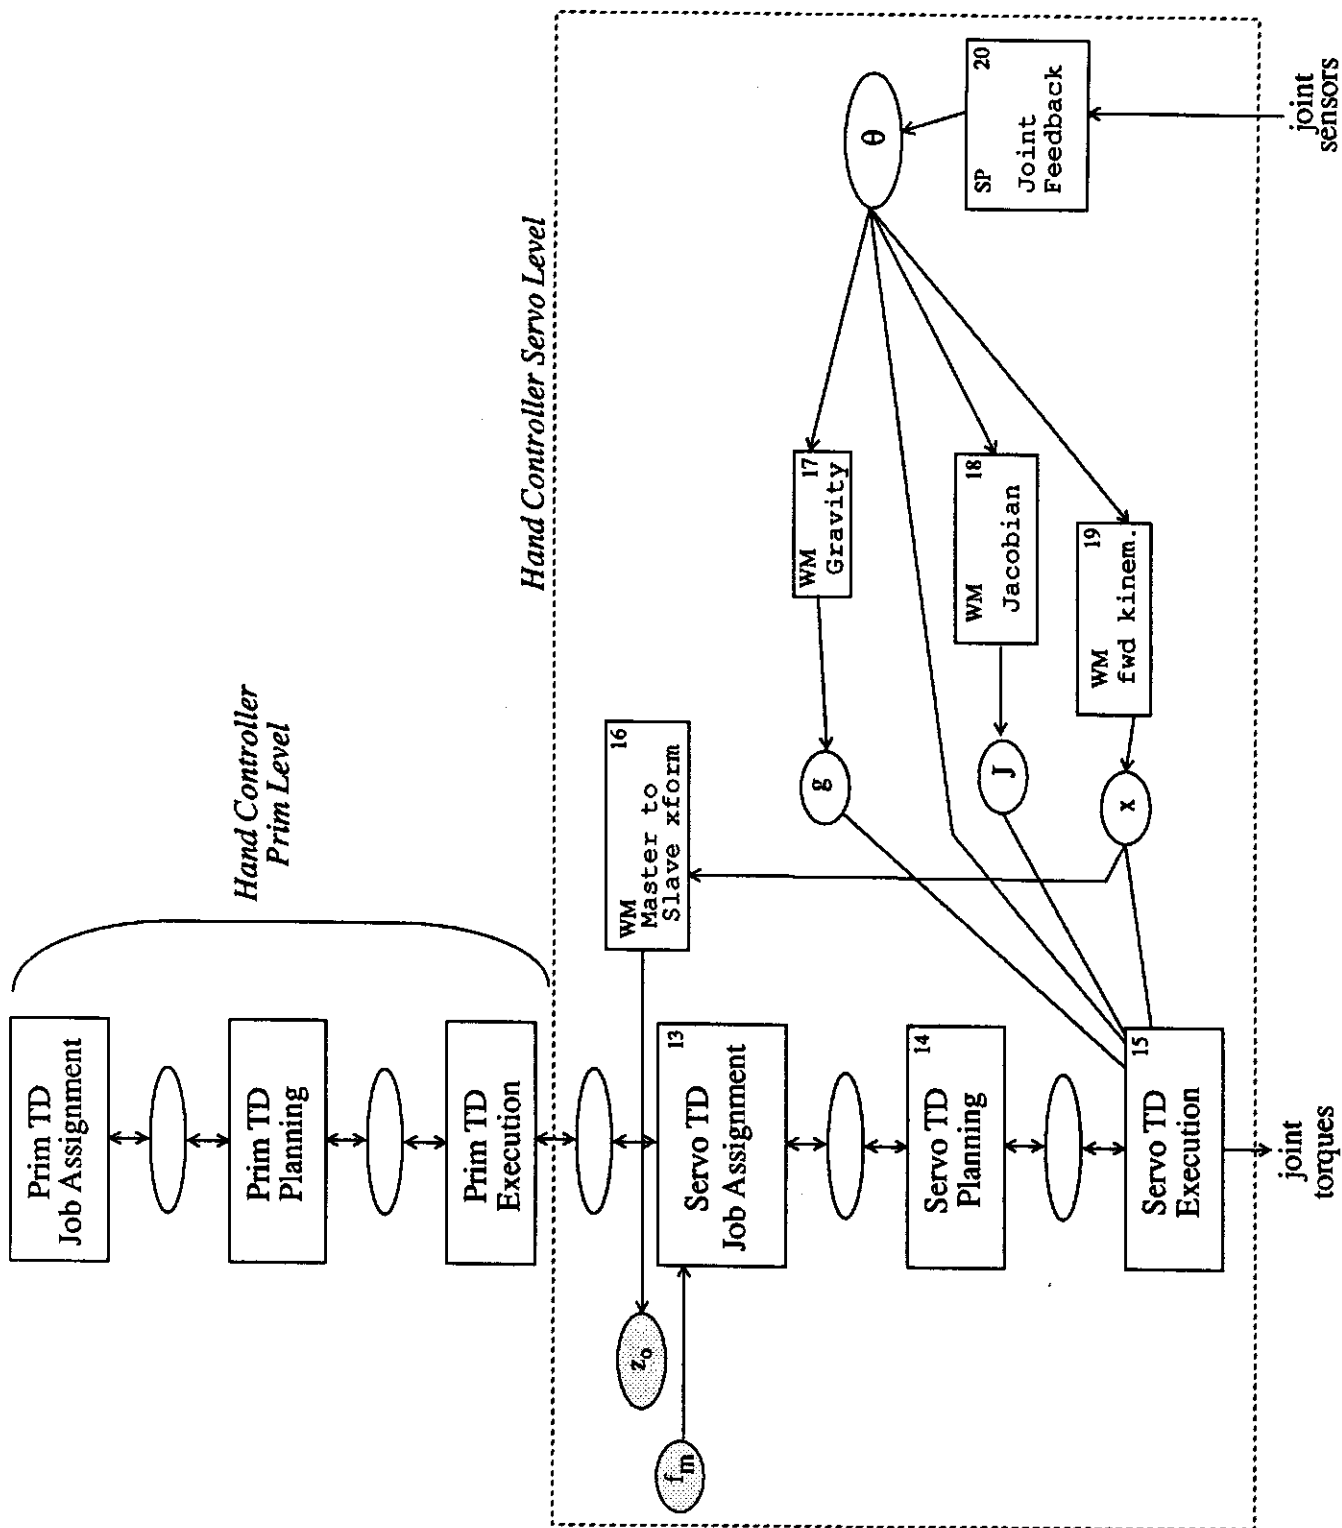 Hand Controller
Prim Level
Prim TD
Job Assignment
Prim TD
Planning
Prim TD
Execution
Hand Controller Servo Level
WM
16
Master to
Slave xform
z₀
fₘ
13
Servo TD
Job Assignment
14
Servo TD
Planning
15
Servo TD
Execution
WM
17
Gravity
g
WM
18
Jacobian
J
WM
19
fwd kinem.
x
θ
SP
20
Joint
Feedback
joint
torques
joint
sensors